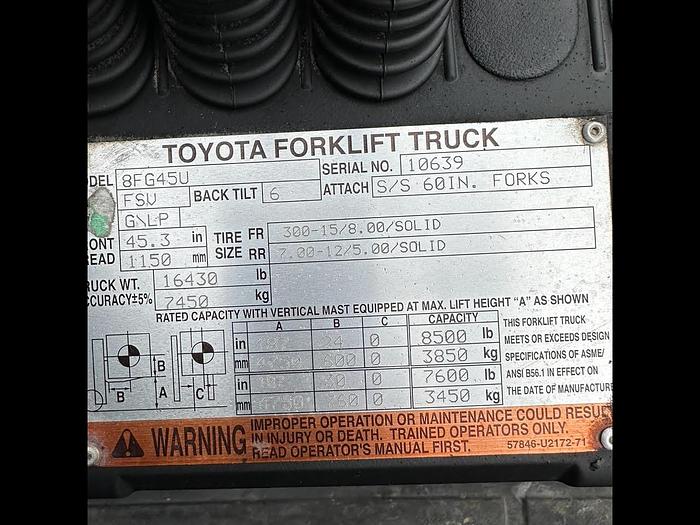 TOYOTA FORKLIFT TRUCK
ODEL 8FG45U SERIAL NO. 10639
FSV BACK TILT 6 ATTACH S/S 60IN. FORKS
G\LP
ONT 45.3 in TIRE FR 300-15/8.00/SOLID
READ 1150 mm SIZE RR 7.00-12/5.00/SOLID
RUCK WT. 16430 lb
CCURACY±5% 7450 kg
RATED CAPACITY WITH VERTICAL MAST EQUIPPED AT MAX. LIFT HEIGHT "A" AS SHOWN
A B C CAPACITY
in 24 0 8500 lb
mm 0 3850 kg
in 0 7600 lb
mm 0 3450 kg
B
B A C
THIS FORKLIFT TRUCK
MEETS OR EXCEEDS DESIGN
SPECIFICATIONS OF ASME/
ANSI B56.1 IN EFFECT ON
THE DATE OF MANUFACTURE
WARNING
IMPROPER OPERATION OR MAINTENANCE COULD RESUL
IN INJURY OR DEATH. TRAINED OPERATORS ONLY.
READ OPERATOR'S MANUAL FIRST. 57846-U2172-71